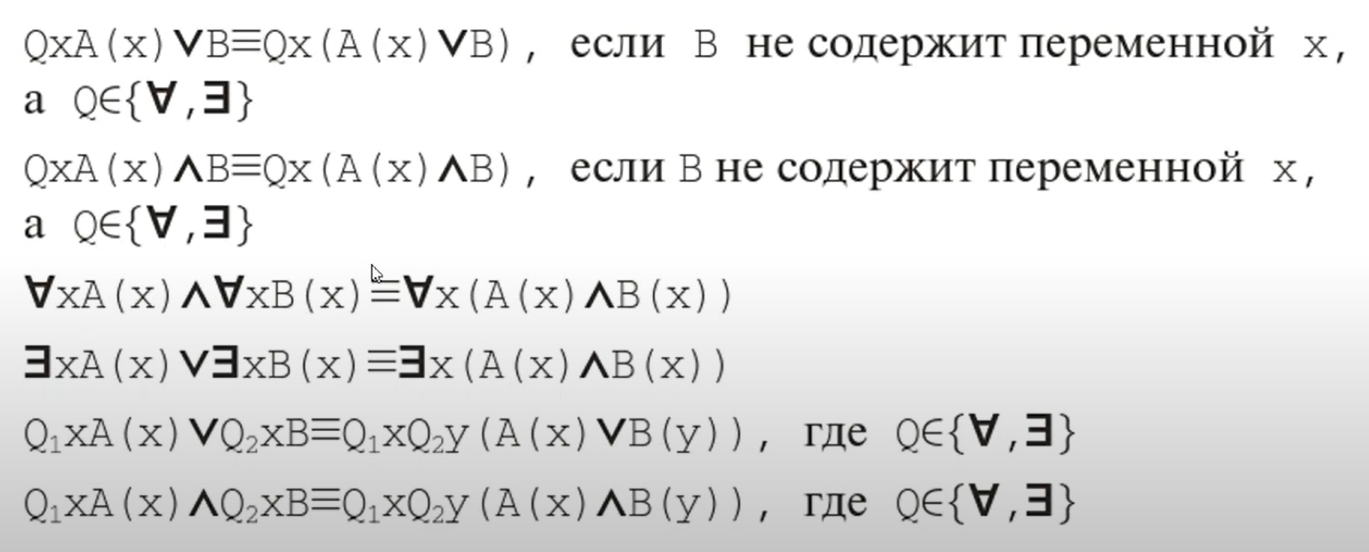 QxA(x)∨B≡Qx(A(x)∨B), если B не содержит переменной x,
а Q∈{∀,∃}
QxA(x)∧B≡Qx(A(x)∧B), если B не содержит переменной x,
а Q∈{∀,∃}
∀xA(x)∧∀xB(x)≡∀x(A(x)∧B(x))
∃xA(x)∨∃xB(x)≡∃x(A(x)∧B(x))
Q₁xA(x)∨Q₂xB≡Q₁xQ₂y(A(x)∨B(y)), где Q∈{∀,∃}
Q₁xA(x)∧Q₂xB≡Q₁xQ₂y(A(x)∧B(y)), где Q∈{∀,∃}